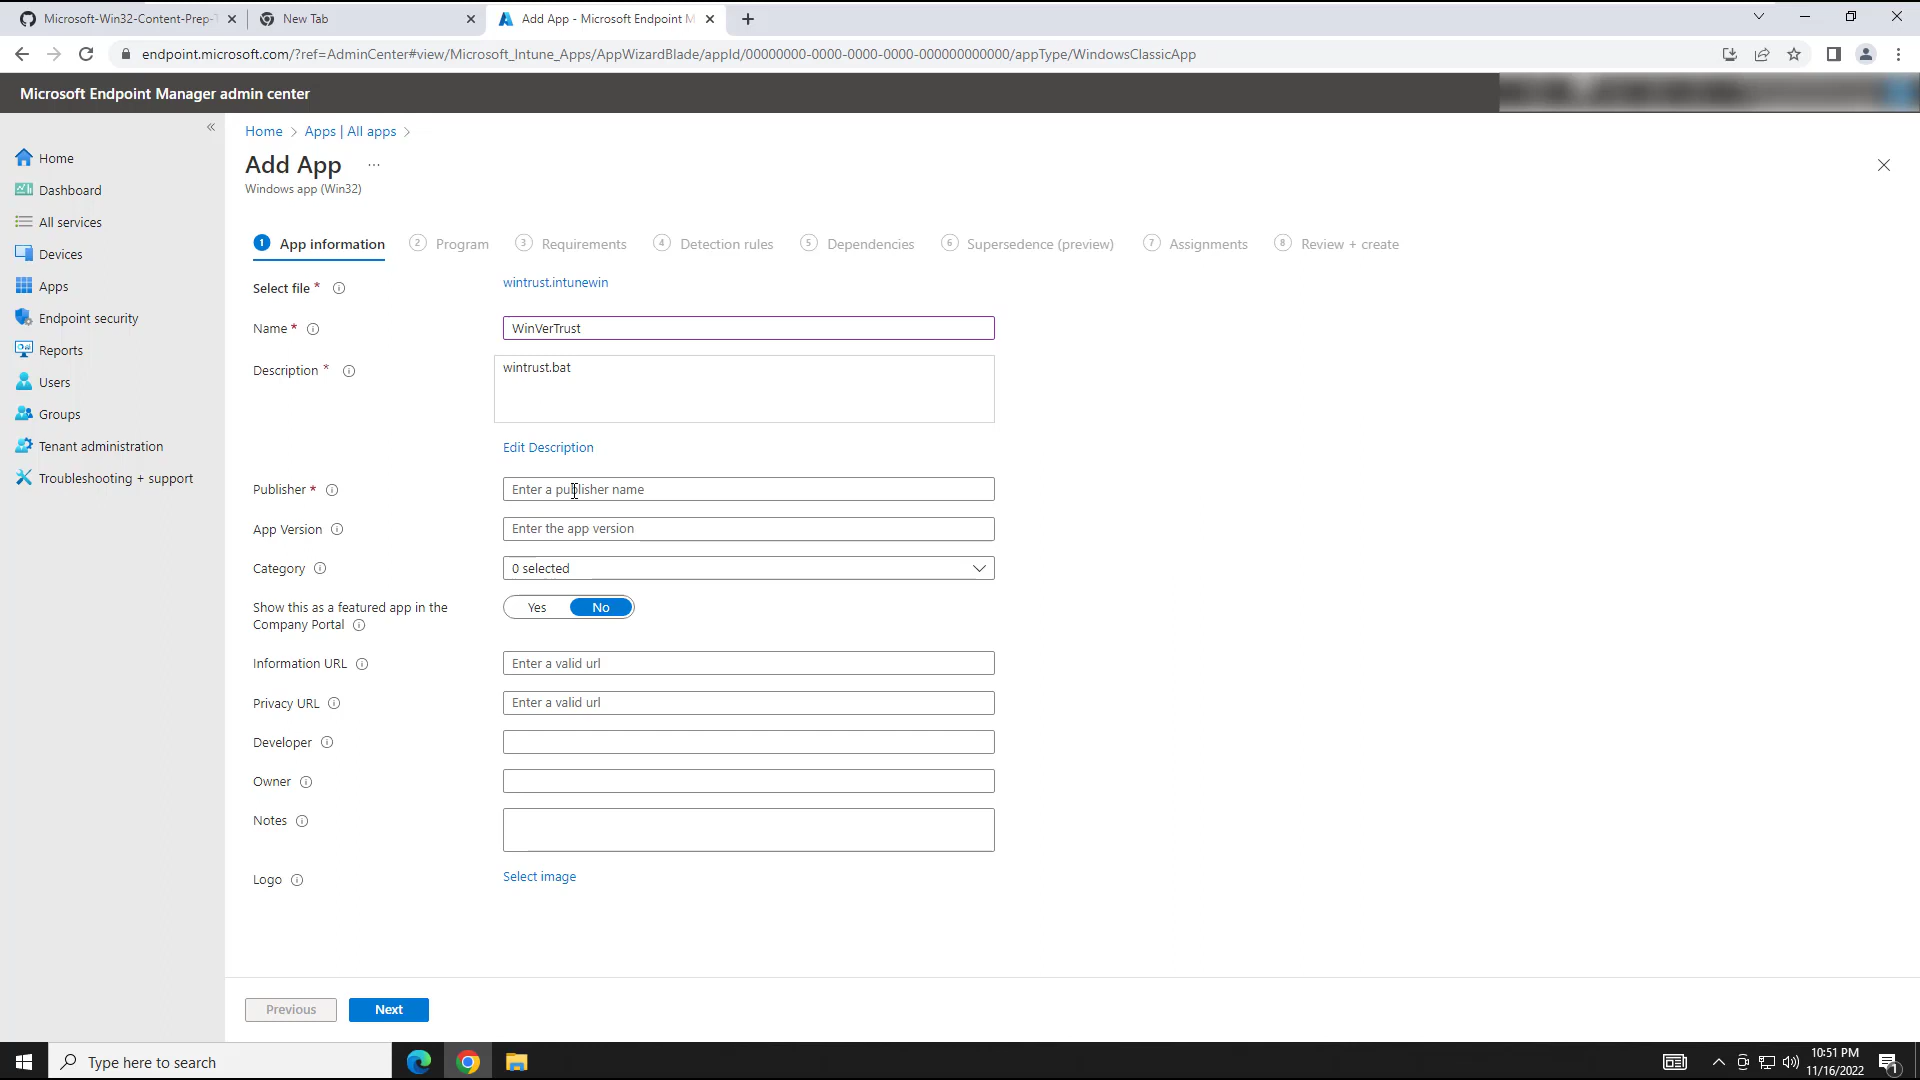 Microsoft-Win32-Content-Prep-T
New Tab
Add App - Microsoft Endpoint M
endpoint.microsoft.com/?ref=AdminCenter#view/Microsoft_Intune_Apps/AppWizardBlade/appId/00000000-0000-0000-0000-000000000000/appType/WindowsClassicApp
Microsoft Endpoint Manager admin center
Home
Dashboard
All services
Devices
Apps
Endpoint security
Reports
Users
Groups
Tenant administration
Troubleshooting + support
Home > Apps | All apps >
Add App ...
Windows app (Win32)
1 App information 2 Program 3 Requirements 4 Detection rules 5 Dependencies 6 Supersedence (preview) 7 Assignments 8 Review + create
Select file * wintrust.intunewin
Name * WinVerTrust
Description * wintrust.bat
Edit Description
Publisher * Enter a publisher name
App Version Enter the app version
Category 0 selected
Show this as a featured app in the
Company Portal
Yes No
Information URL Enter a valid url
Privacy URL Enter a valid url
Developer
Owner
Notes
Logo Select image
Previous Next
Type here to search
10:51 PM
11/16/2022
1